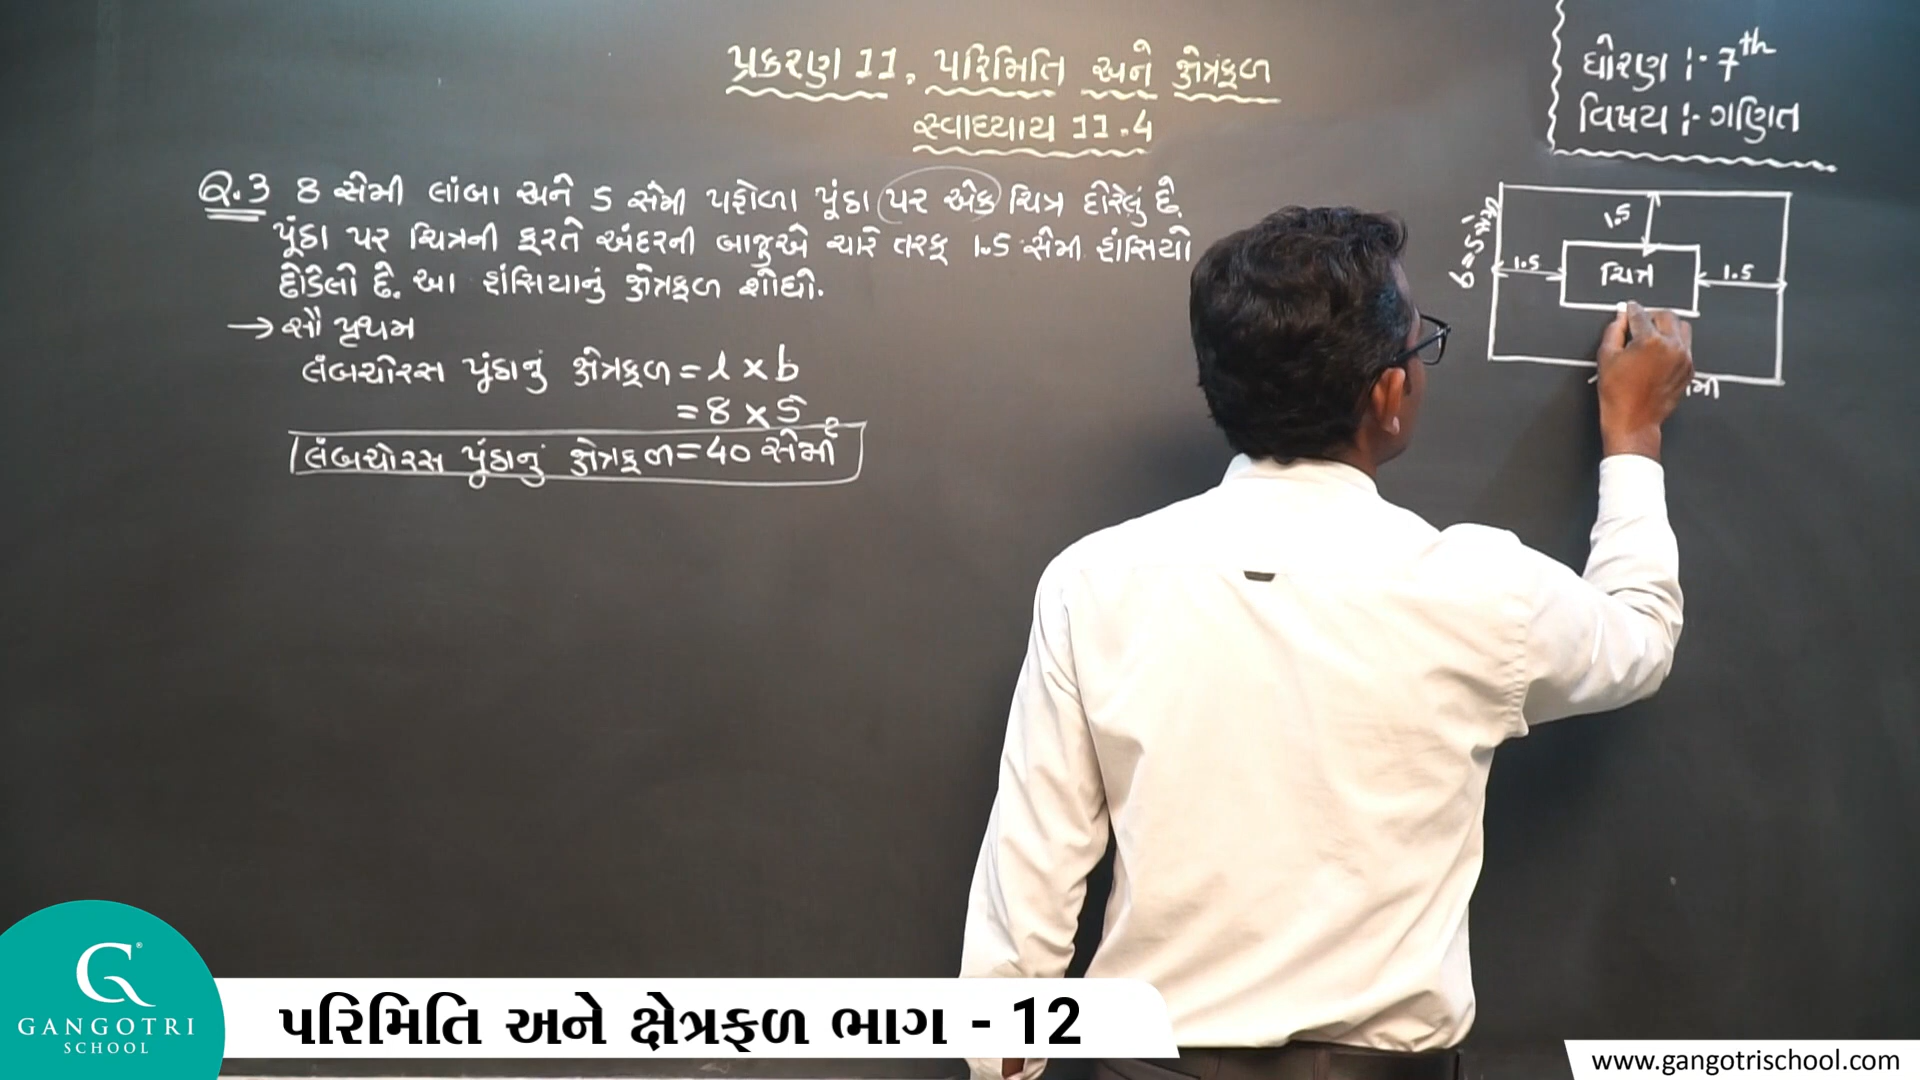 પ્રકરણ 11. પરિમિતિ અને ક્ષેત્રફળ
સ્વાધ્યાય 11.4
ધોરણ :- 7th
વિષય :- ગણિત
Q.3 8 સેમી લાંબા અને 5 સેમી પહોળા પૂંઠા પર એક ચિત્ર દોરેલું છે.
પૂંઠા પર ચિત્રની ફરતે અંદરની બાજુએ ચારે તરફ 1.5 સેમી હાંસિયો
છોડેલો છે. આ હાંસિયાનું ક્ષેત્રફળ શોધો.
→ સૌ પ્રથમ
લંબચોરસ પૂંઠાનું ક્ષેત્રફળ = l × b
= 8 × 5
લંબચોરસ પૂંઠાનું ક્ષેત્રફળ = 40 સેમી²
b = 5 સેમી
1.5
1.5
ચિત્ર
1.5
GANGOTRI
SCHOOL
પરિમિતિ અને ક્ષેત્રફળ ભાગ - 12
www.gangotrischool.com